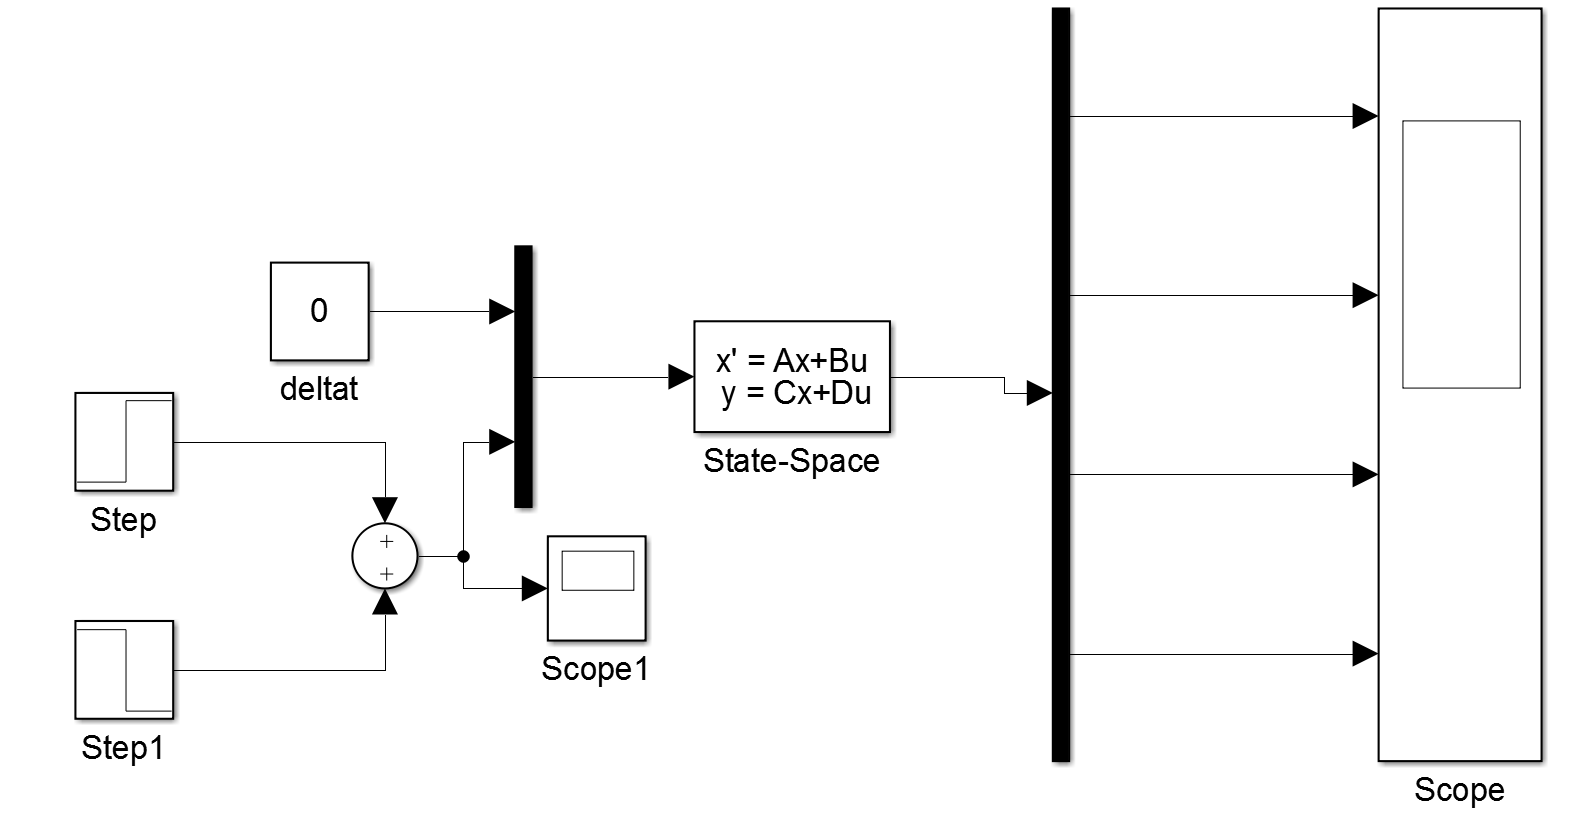 0
deltat
x' = Ax+Bu
y = Cx+Du
State-Space
Step
+
+
Scope1
Step1
Scope